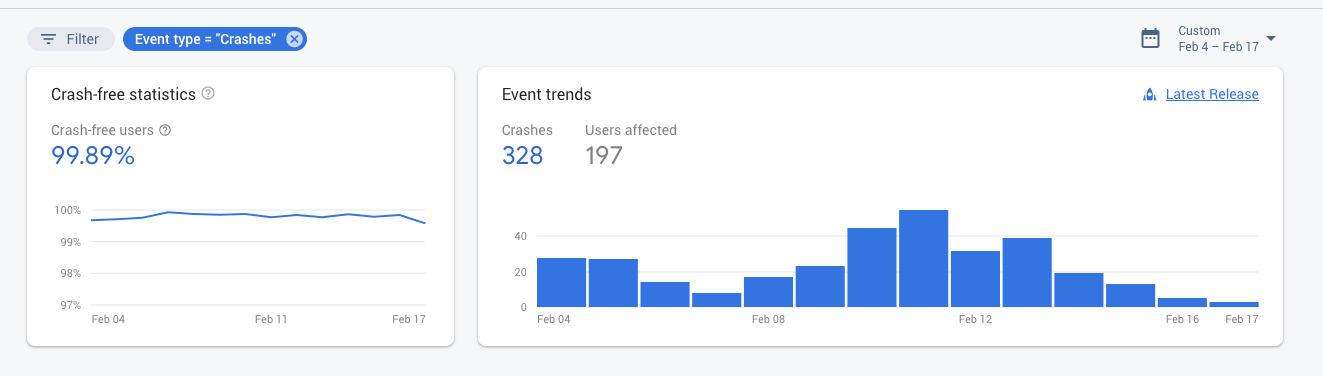 Filter
Event type = "Crashes"
Custom
Feb 4 – Feb 17
Crash-free statistics
Crash-free users
99.89%
100%
99%
98%
97%
Feb 04
Feb 11
Feb 17
Event trends
Latest Release
Crashes
Users affected
328
197
40
20
0
Feb 04
Feb 08
Feb 12
Feb 16
Feb 17